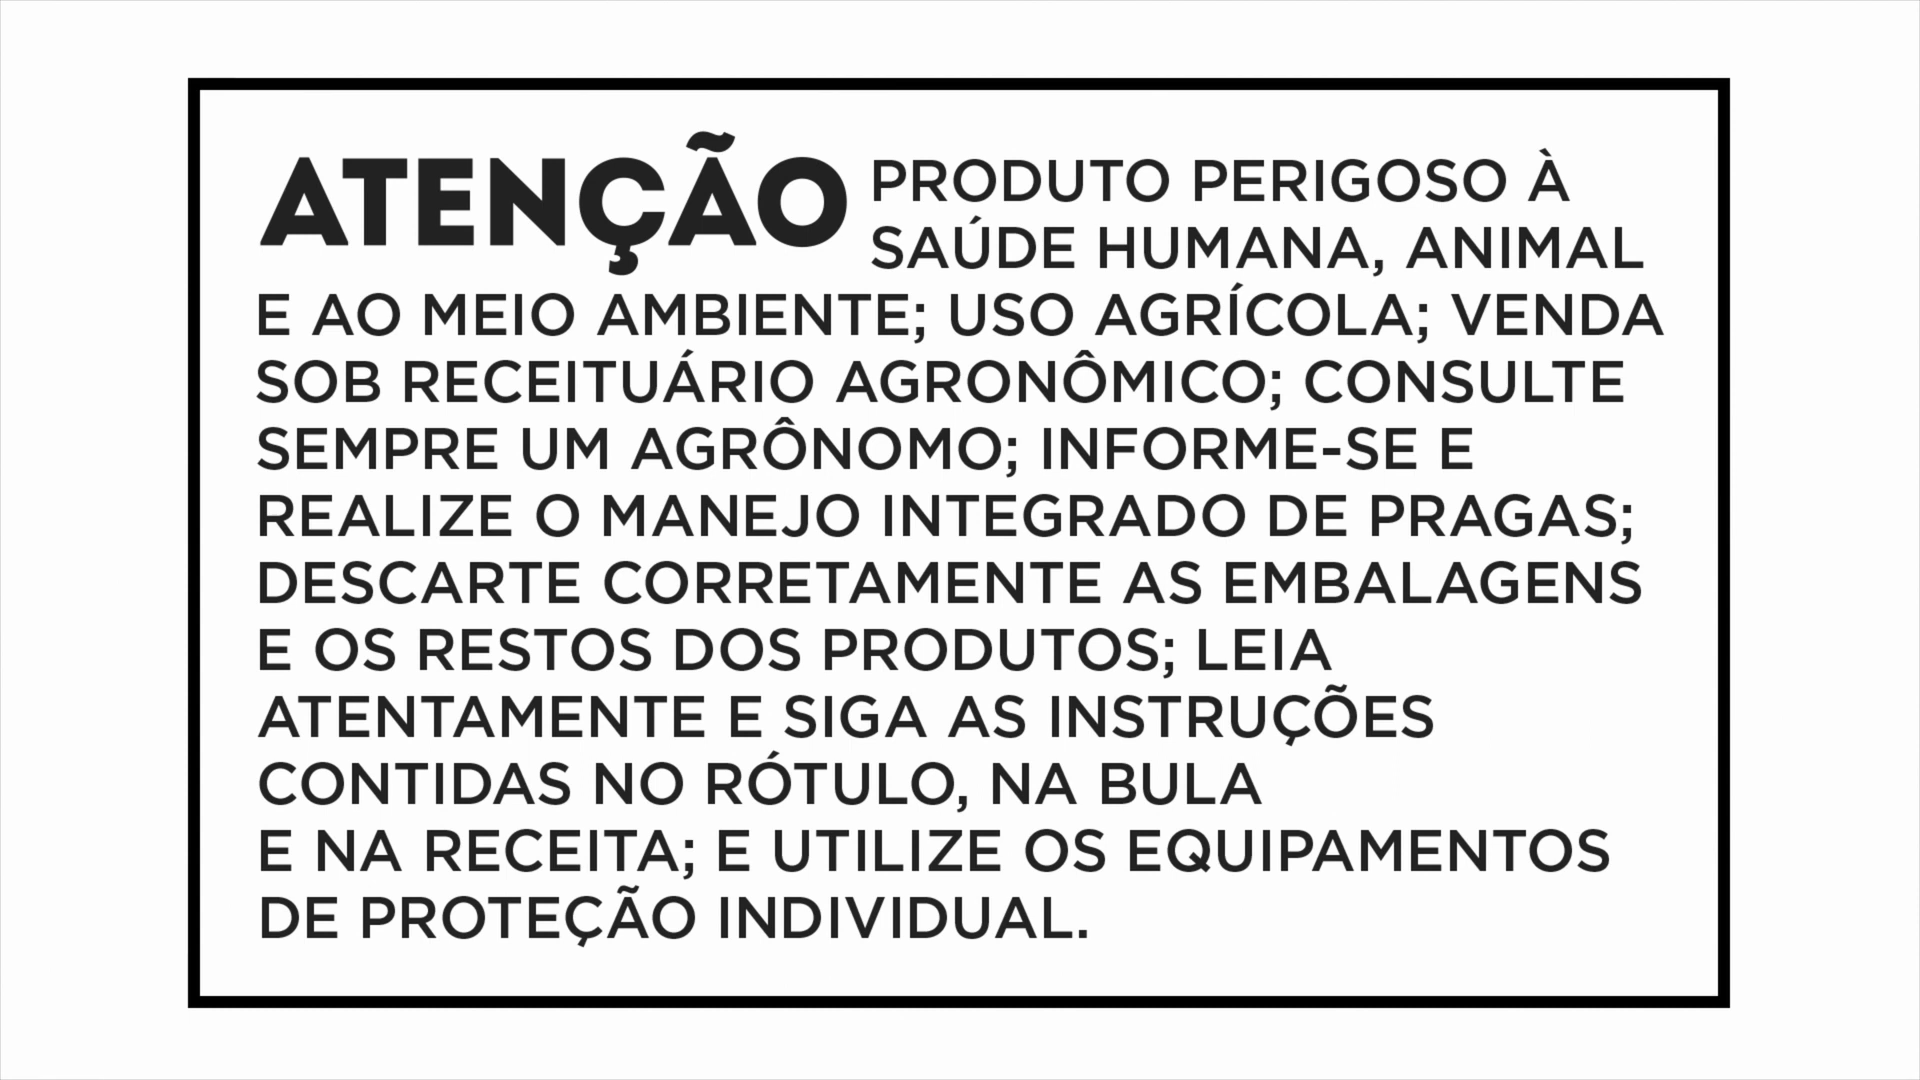 ATENÇÃO PRODUTO PERIGOSO À
SAÚDE HUMANA, ANIMAL
E AO MEIO AMBIENTE; USO AGRÍCOLA; VENDA
SOB RECEITUÁRIO AGRONÔMICO; CONSULTE
SEMPRE UM AGRÔNOMO; INFORME-SE E
REALIZE O MANEJO INTEGRADO DE PRAGAS;
DESCARTE CORRETAMENTE AS EMBALAGENS
E OS RESTOS DOS PRODUTOS; LEIA
ATENTAMENTE E SIGA AS INSTRUÇÕES
CONTIDAS NO RÓTULO, NA BULA
E NA RECEITA; E UTILIZE OS EQUIPAMENTOS
DE PROTEÇÃO INDIVIDUAL.